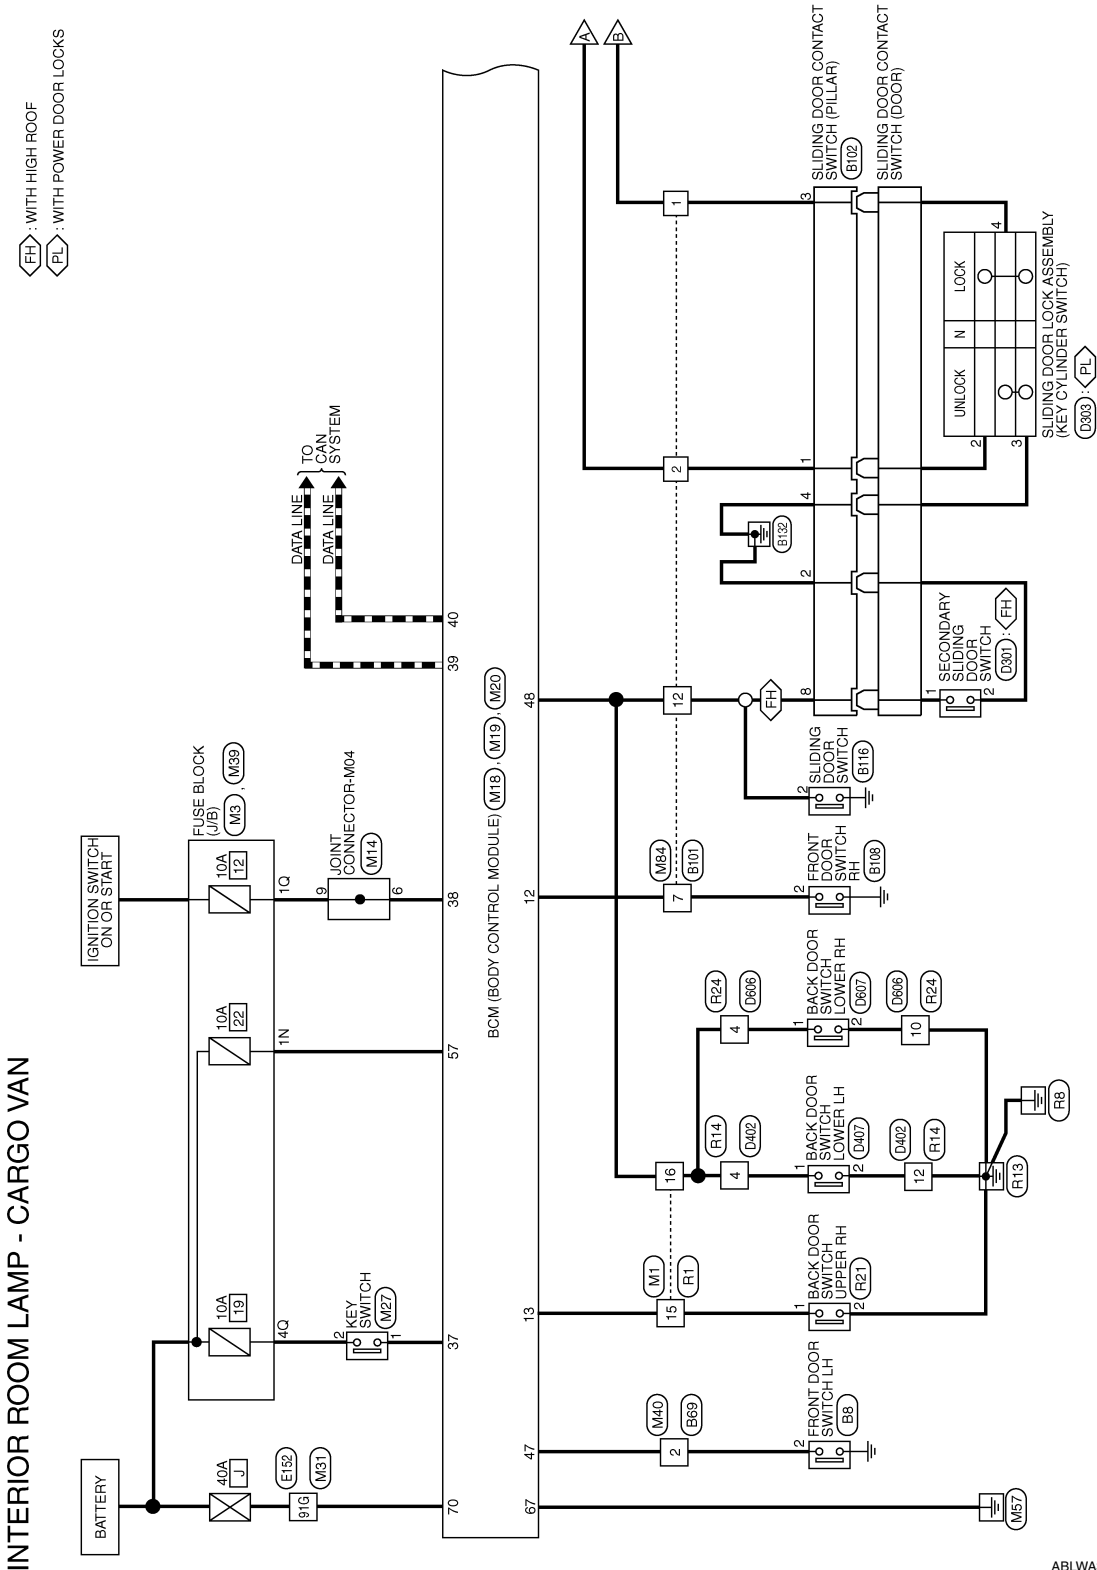 INTERIOR ROOM LAMP - CARGO VAN
FH : WITH HIGH ROOF
PL : WITH POWER DOOR LOCKS
BATTERY
IGNITION SWITCH
ON OR START
40A
J
10A
19
10A
22
10A
12
FUSE BLOCK
(J/B)
M3 , M39
E152
91G
M31
4Q
1N
1Q
2
KEY
SWITCH
M27
1
9
JOINT
CONNECTOR-M04
M14
6
DATA LINE
DATA LINE
TO
CAN
SYSTEM
70
37
57
38
39
40
BCM (BODY CONTROL MODULE) M18 , M19 , M20
67
47
13
12
48
M40
2
B69
M1
15
R1
16
M84
7
B101
12
2
1
A
B
R14
4
D402
R24
4
D606
2
FRONT DOOR
SWITCH LH
B8
1
BACK DOOR
SWITCH
UPPER RH
R21
2
1
BACK DOOR
SWITCH
LOWER LH
D407
2
1
BACK DOOR
SWITCH
LOWER RH
D607
2
2
FRONT
DOOR
SWITCH
RH
B108
2
SLIDING
DOOR
SWITCH
B116
FH
B132
8
2
4
1
3
SLIDING DOOR CONTACT
SWITCH (PILLAR)
B102
SLIDING DOOR CONTACT
SWITCH (DOOR)
D402
12
R14
D606
10
R24
1
SECONDARY
SLIDING
DOOR
SWITCH
D301 : FH
2
2
3
4
UNLOCK
N
LOCK
SLIDING DOOR LOCK ASSEMBLY
(KEY CYLINDER SWITCH)
D303 : PL
M57
R13
R8
ABLWA